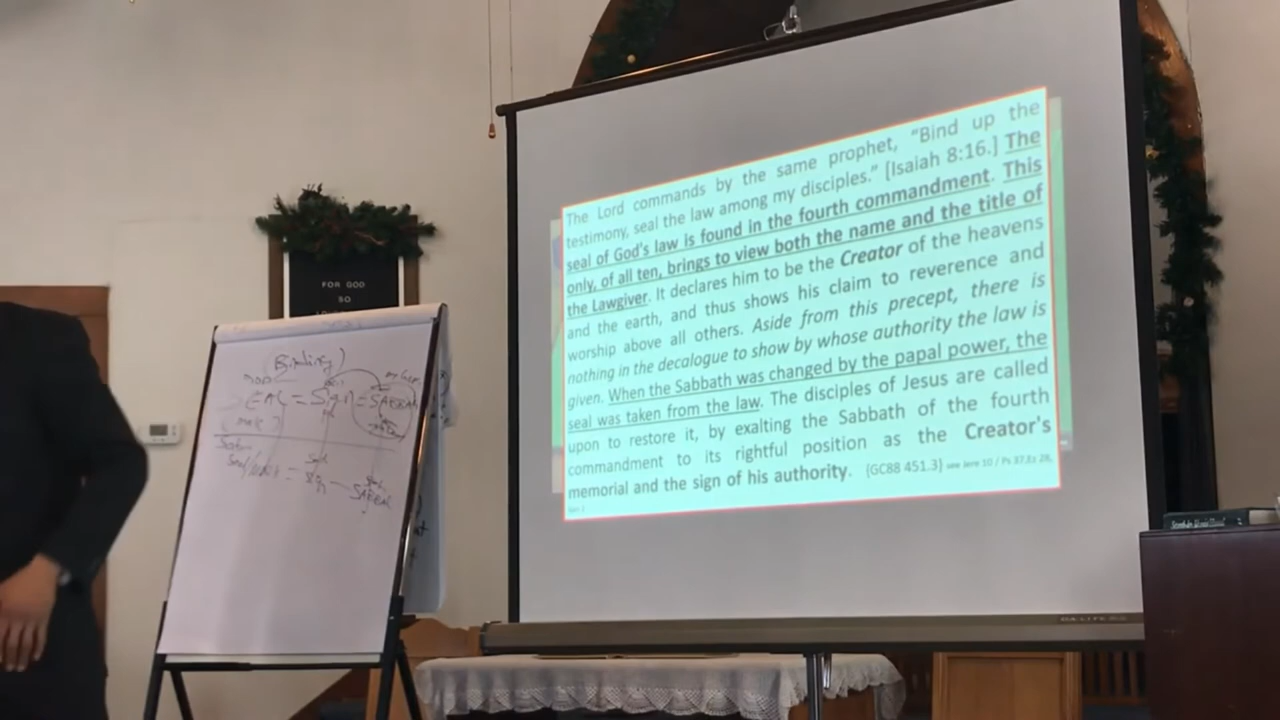 The Lord commands by the same prophet, “Bind up the
testimony, seal the law among my disciples.” [Isaiah 8:16.] The
seal of God's law is found in the fourth commandment. This
only, of all ten, brings to view both the name and the title of
the Lawgiver. It declares him to be the Creator of the heavens
and the earth, and thus shows his claim to reverence and
worship above all others. Aside from this precept, there is
nothing in the decalogue to show by whose authority the law is
given. When the Sabbath was changed by the papal power, the
seal was taken from the law. The disciples of Jesus are called
upon to restore it, by exalting the Sabbath of the fourth
commandment to its rightful position as the Creator's
memorial and the sign of his authority. {GC88 451.3}
FOR GOD
SO
Binding
= Sign =
DA-LITE